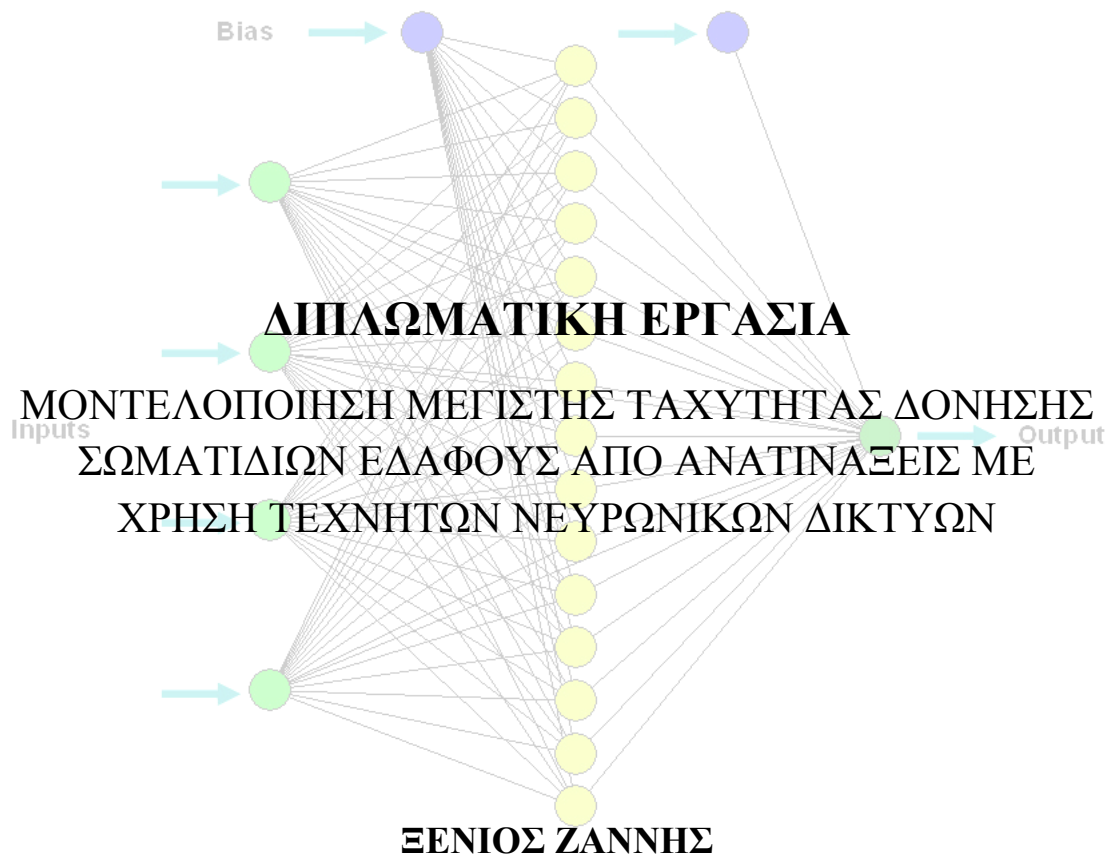 Bias
ΔΙΠΛΩΜΑΤΙΚΗ ΕΡΓΑΣΙΑ
ΜΟΝΤΕΛΟΠΟΙΗΣΗ ΜΕΓΙΣΤΗΣ ΤΑΧΥΤΗΤΑΣ ΔΟΝΗΣΗΣ
Inputs
Output
ΣΩΜΑΤΙΔΙΩΝ ΕΔΑΦΟΥΣ ΑΠΟ ΑΝΑΤΙΝΑΞΕΙΣ ΜΕ
ΧΡΗΣΗ ΤΕΧΝΗΤΩΝ ΝΕΥΡΩΝΙΚΩΝ ΔΙΚΤΥΩΝ
ΞΕΝΙΟΣ ΖΑΝΝΗΣ